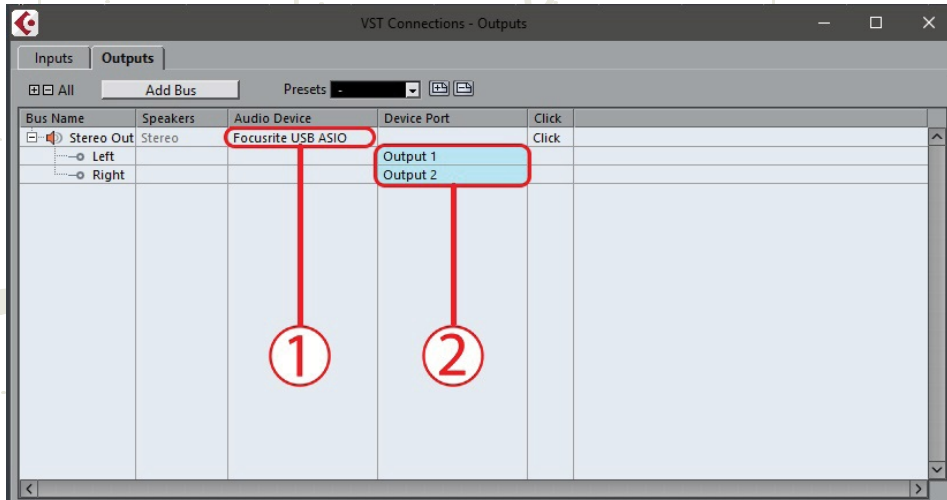 VST Connections - Outputs
Inputs Outputs
All Add Bus Presets -
Bus Name Speakers Audio Device Device Port Click
Stereo Out Stereo Focusrite USB ASIO Click
Left Output 1
Right Output 2
1 2